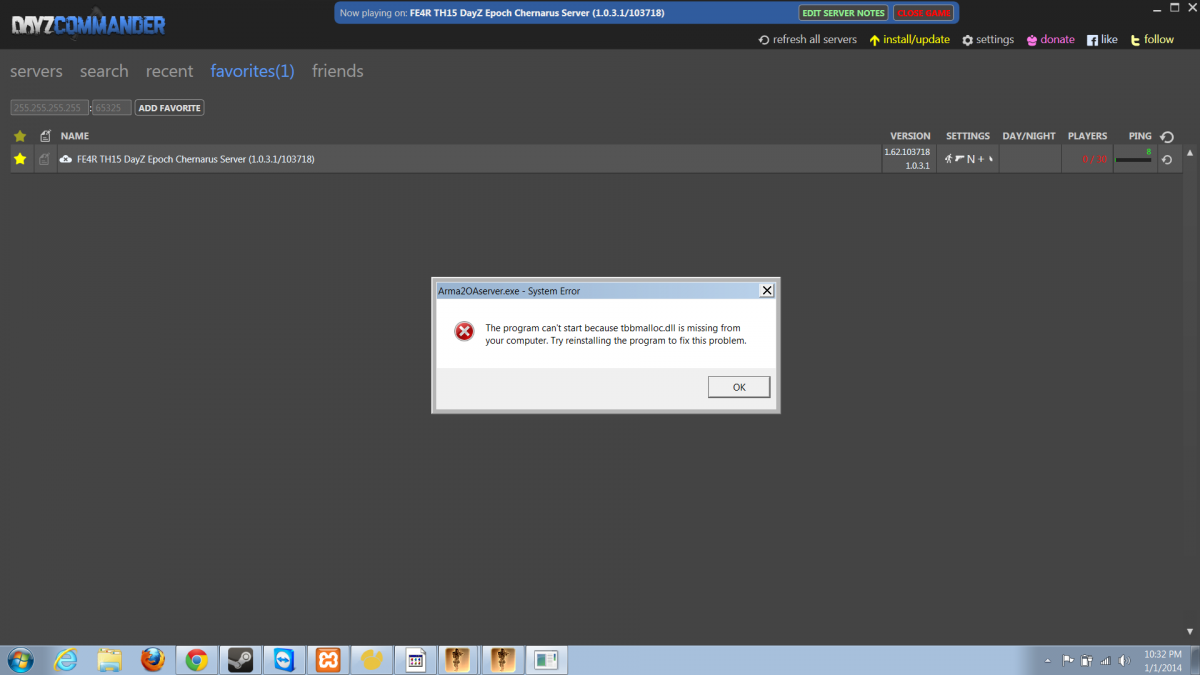 DAYZCOMMANDER
Now playing on: FE4R TH15 DayZ Epoch Chernarus Server (1.0.3.1/103718)
EDIT SERVER NOTES
CLOSE GAME
refresh all servers
install/update
settings
donate
like
follow
servers
search
recent
favorites(1)
friends
255.255.255.255
:
65325
ADD FAVORITE
NAME
VERSION
SETTINGS
DAY/NIGHT
PLAYERS
PING
FE4R TH15 DayZ Epoch Chernarus Server (1.0.3.1/103718)
1.62.103718
1.0.3.1
N +
8
Arma2OAserver.exe - System Error
The program can't start because tbbmalloc.dll is missing from
your computer. Try reinstalling the program to fix this problem.
OK
10:32 PM
1/1/2014